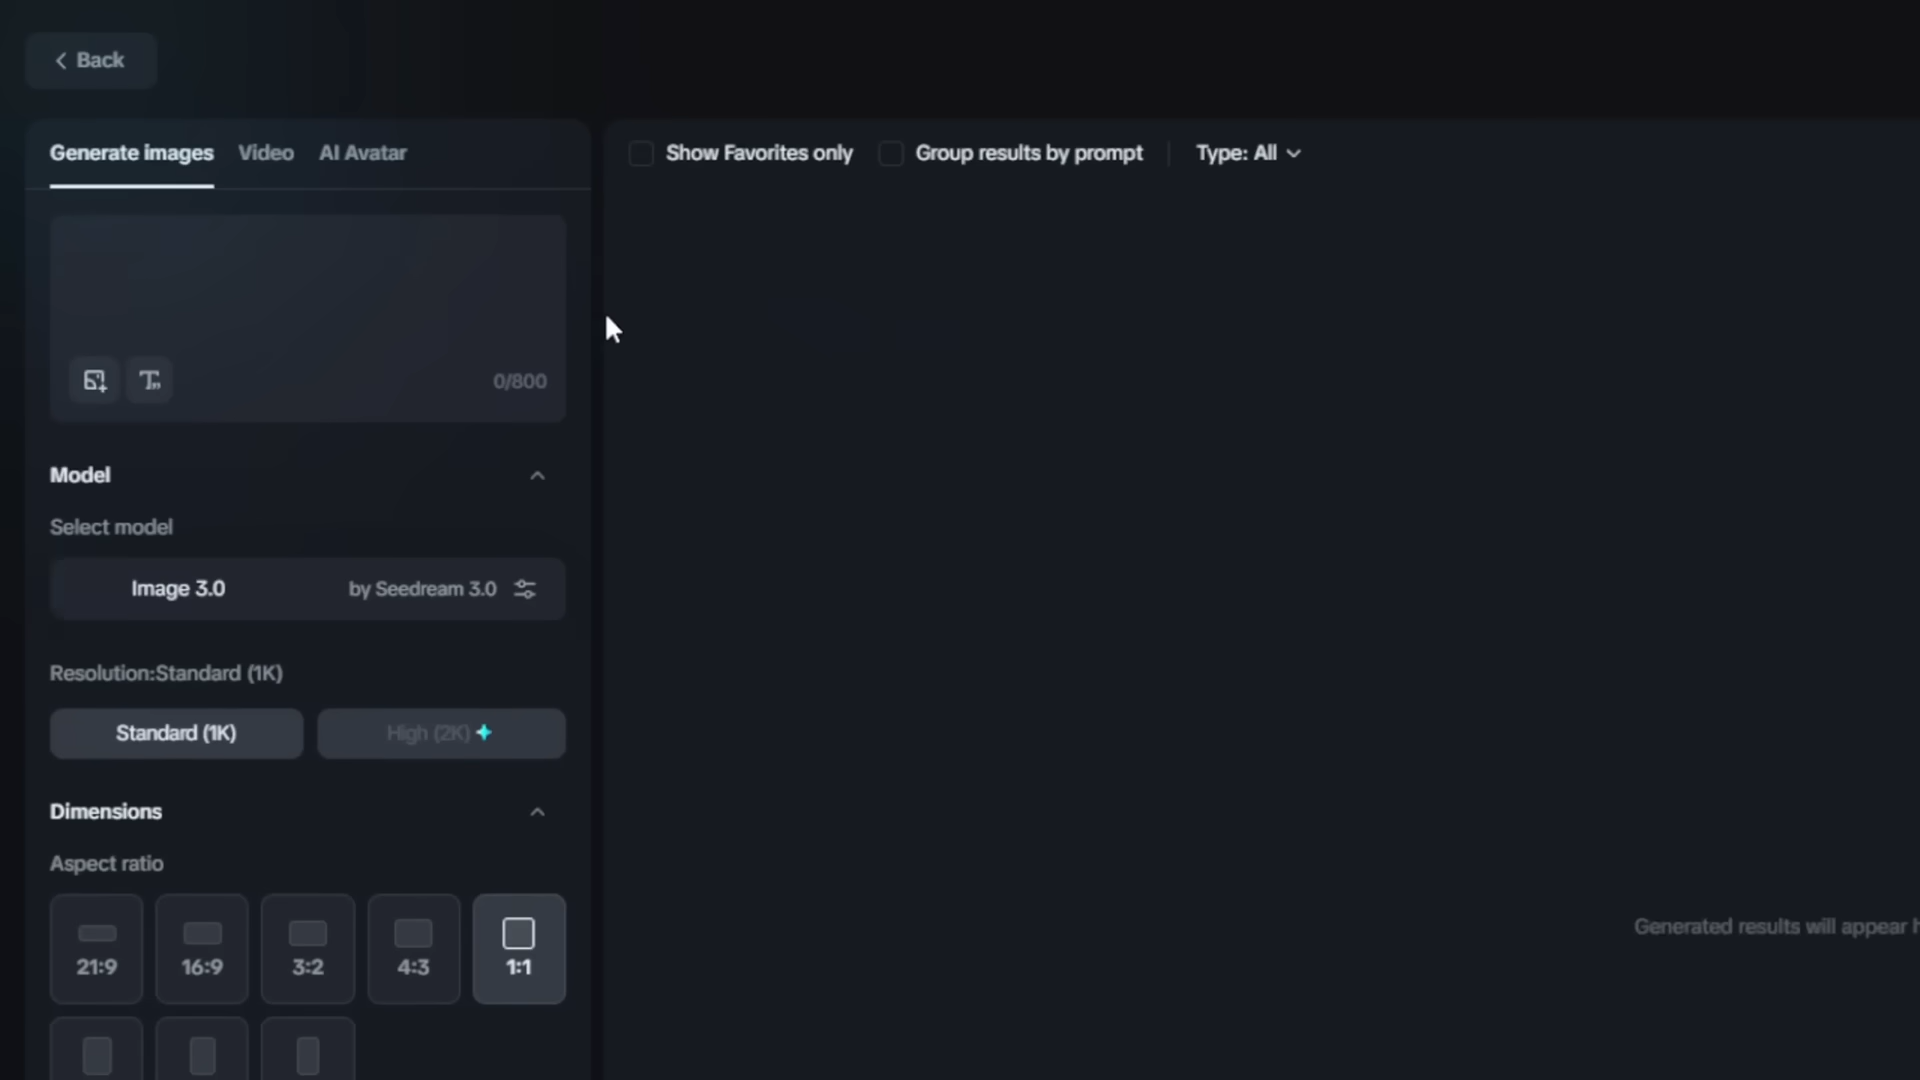 Back
Generate images Video AI Avatar
Show Favorites only Group results by prompt Type: All
0/800
Model
Select model
Image 3.0 by Seedream 3.0
Resolution:Standard (1K)
Standard (1K) High (2K)
Dimensions
Aspect ratio
Generated results will appear h
21:9 16:9 3:2 4:3 1:1